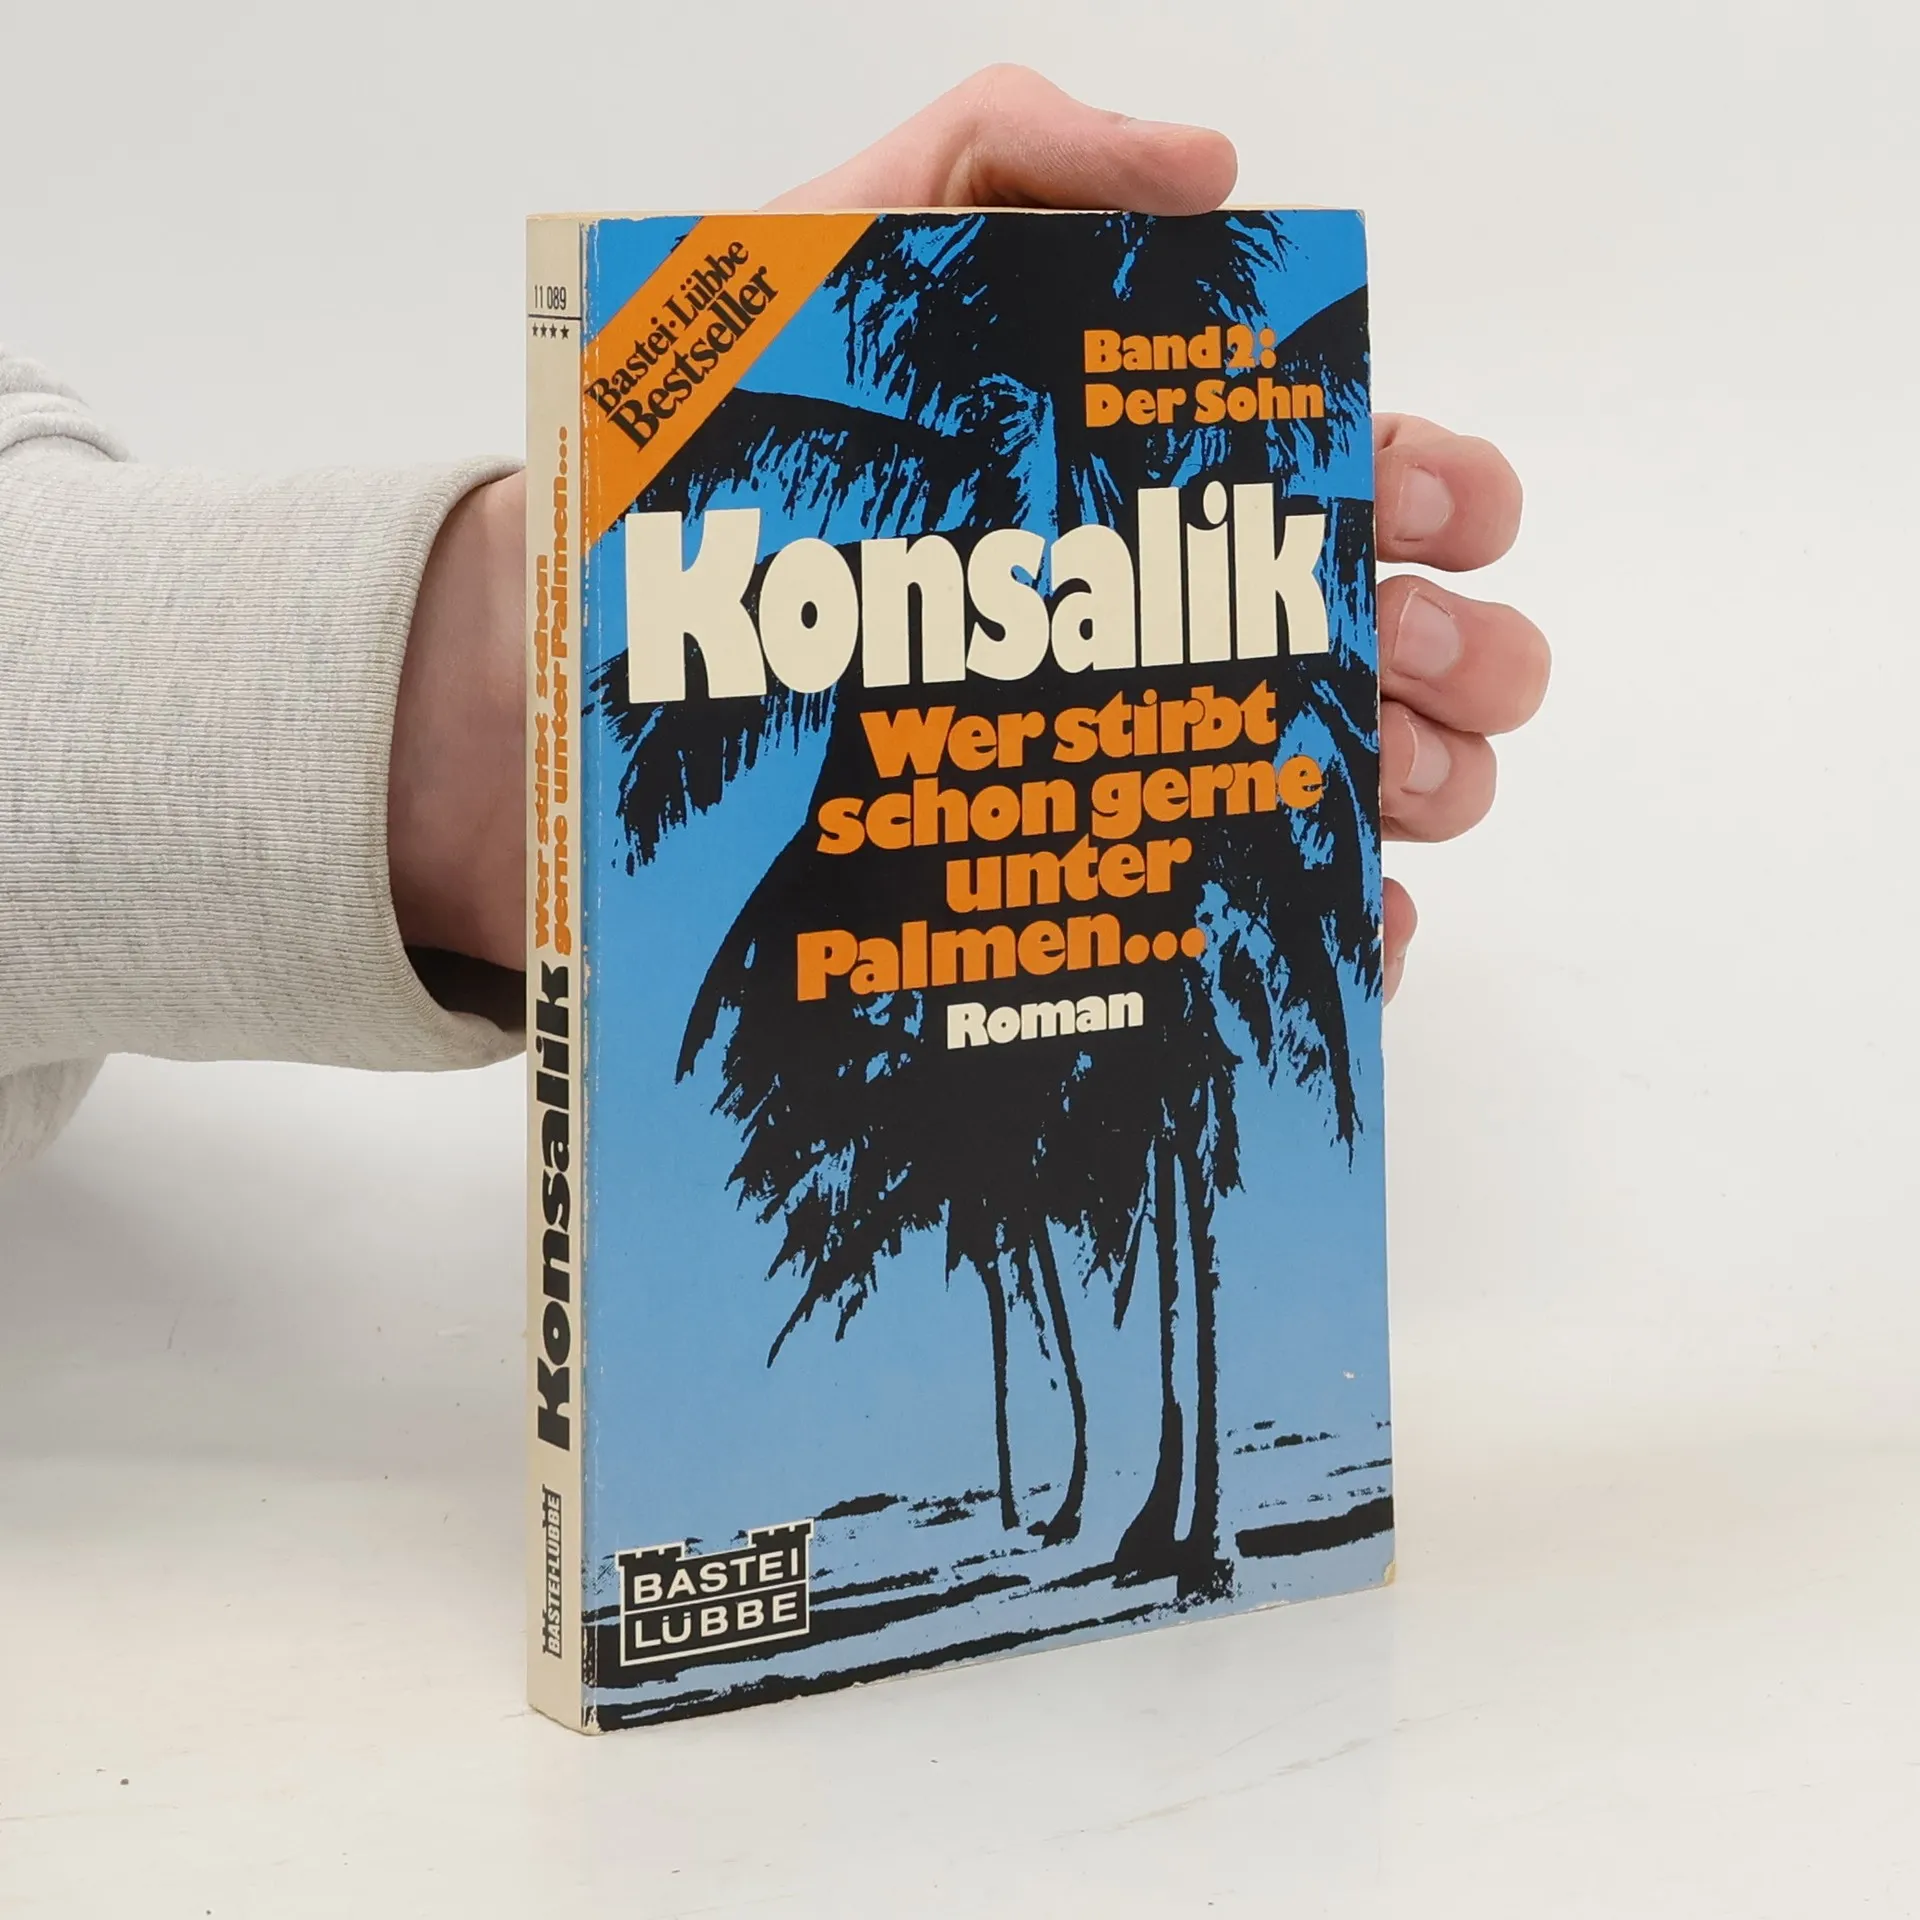 11 089
****
Konsalik
Wer stirbt schon
gerne unter Palmen...
BASTEI-LÜBBE
Bastei-Lübbe
Bestseller
Band 2:
Der Sohn
Konsalik
Wer stirbt
schon gerne
unter
Palmen...
Roman
BASTEI
LÜBBE